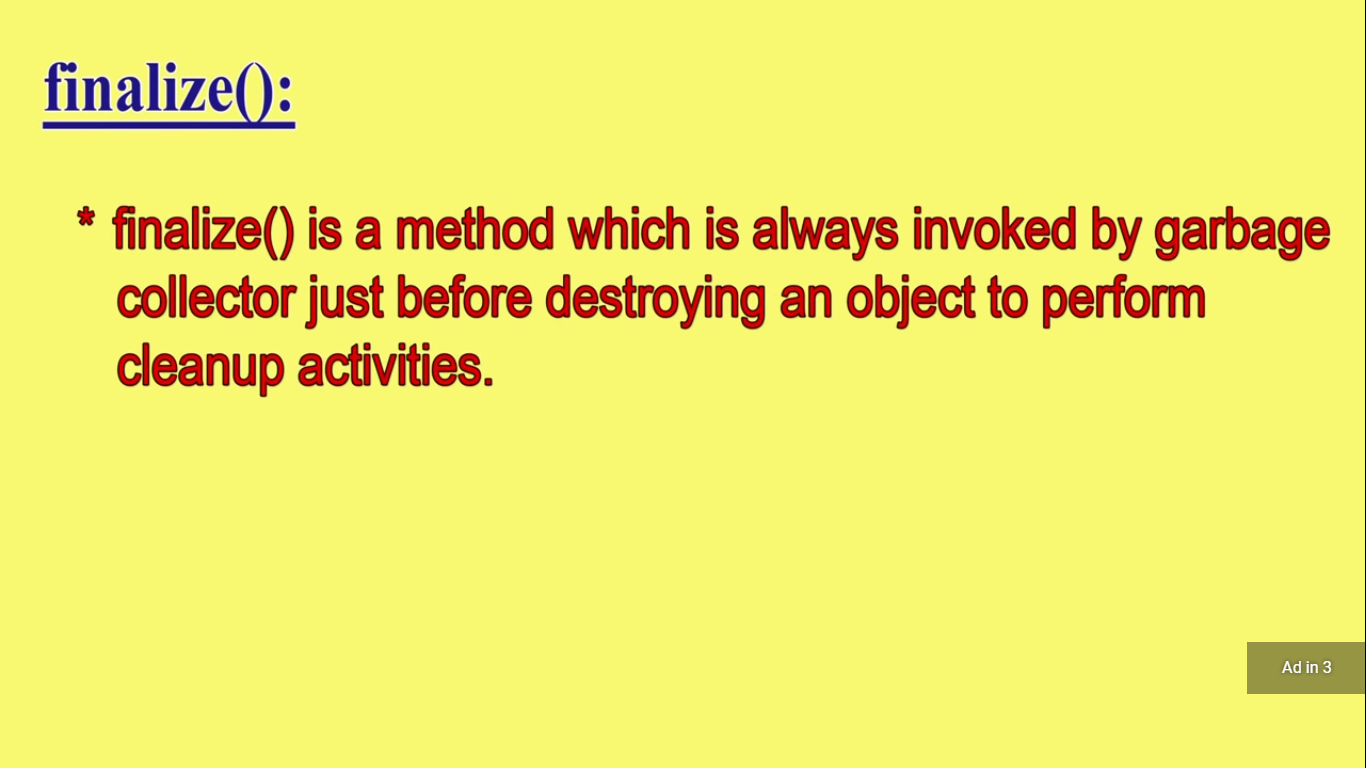 finalize():
* finalize() is a method which is always invoked by garbage
collector just before destroying an object to perform
cleanup activities.
Ad in 3